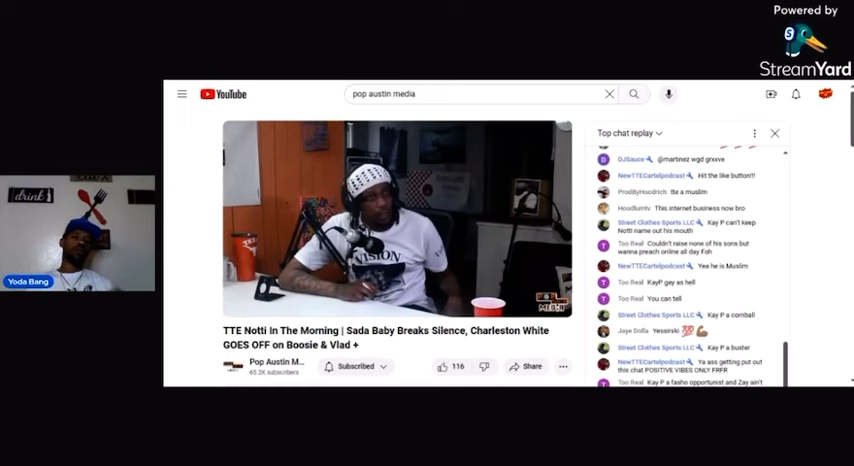 Powered by
S
StreamYard
YouTube
pop austin media
Top chat replay
DJSauce @martinez wgd grxxve
NewTTECartelpodcast Hit the like button!!!
ProdByHoodrich tte a muslim
Hoodlumtv This internet business now bro
Street Clothes Sports LLC Kay P can't keep
Notti name out his mouth
Too Real Couldn't raise none of his sons but
wanna preach online all day Foh
NewTTECartelpodcast Yea he is Muslim
Too Real KayP gay as hell
Too Real You can tell
Street Clothes Sports LLC Kay P a cornball
Jaye Dolla Yessirski 💯 💪🏽
Street Clothes Sports LLC Kay P a buster
NewTTECartelpodcast Ya ass getting put out
this chat POSITIVE VIBES ONLY FRFR
Too Real Kay P a fasho opportunist and Zay ain't
drink
Yoda Bang
VISION
POP
MEDIA
TTE Notti In The Morning | Sada Baby Breaks Silence, Charleston White
GOES OFF on Boosie & Vlad +
Pop Austin M...
65.2K subscribers
Subscribed
116
Share